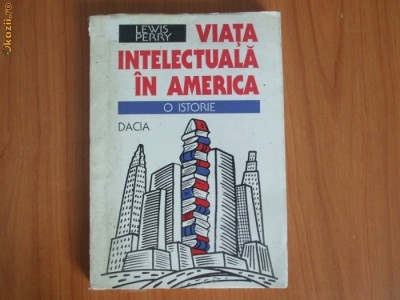 LEWIS
PERRY
VIAȚA
INTELECTUALĂ
ÎN AMERICA
O ISTORIE
DACIA